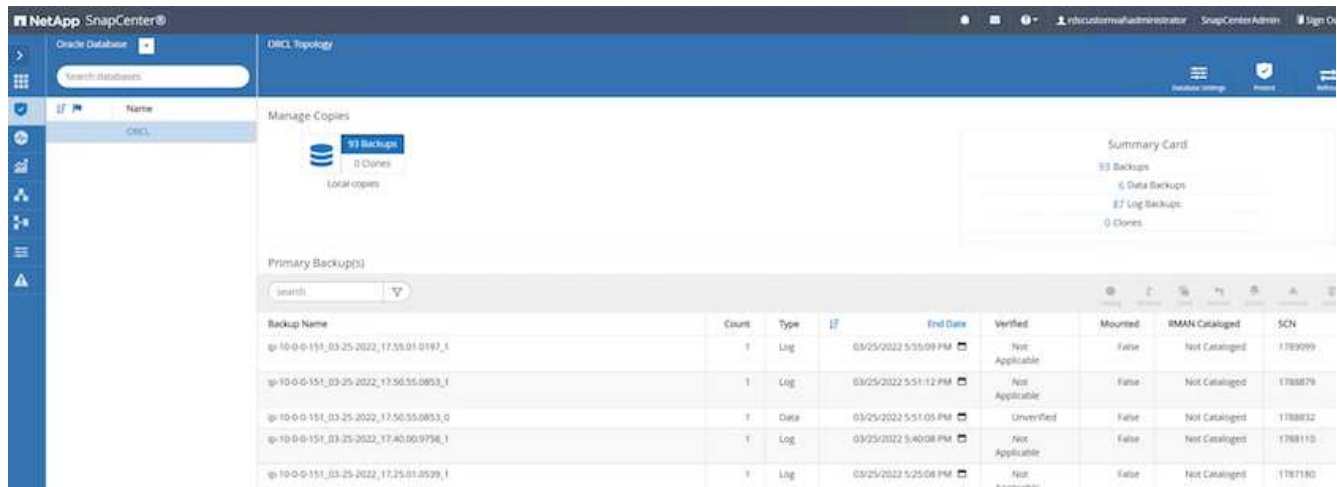 NetApp SnapCenter®
SnapCenterAdmin Sign Ou
Oracle Database
ORCL Topology
Search databases
Database Settings Protect
Name
ORCL
Manage Copies
93 Backups
0 Clones
Local copies
Summary Card
93 Backups
6 Data Backups
87 Log Backups
0 Clones
Primary Backup(s)
search
Backup Name Count Type End Date Verified Mounted RMAN Cataloged SCN
ip-10-0-0-151_03-25-2022_17.55.01.0197_1 1 Log 03/25/2022 5:55:09 PM Not Applicable False Not Cataloged 1789099
ip-10-0-0-151_03-25-2022_17.50.55.0853_1 1 Log 03/25/2022 5:51:12 PM Not Applicable False Not Cataloged 1788879
ip-10-0-0-151_03-25-2022_17.50.55.0853_0 1 Data 03/25/2022 5:51:05 PM Unverified False Not Cataloged 1788832
ip-10-0-0-151_03-25-2022_17.40.00.9758_1 1 Log 03/25/2022 5:40:08 PM Not Applicable False Not Cataloged 1788110
ip-10-0-0-151_03-25-2022_17.25.01.0539_1 1 Log 03/25/2022 5:25:08 PM Not False Not Cataloged 1787180